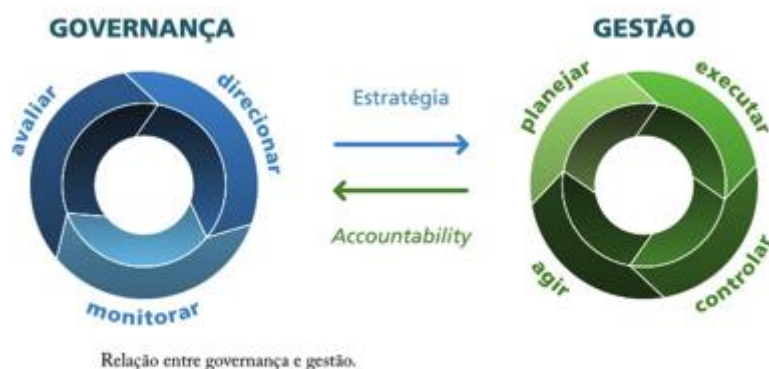 GOVERNANÇA
GESTÃO
avaliar
direcionar
monitorar
Estratégia
Accountability
planejar
executar
controlar
agir
Relação entre governança e gestão.